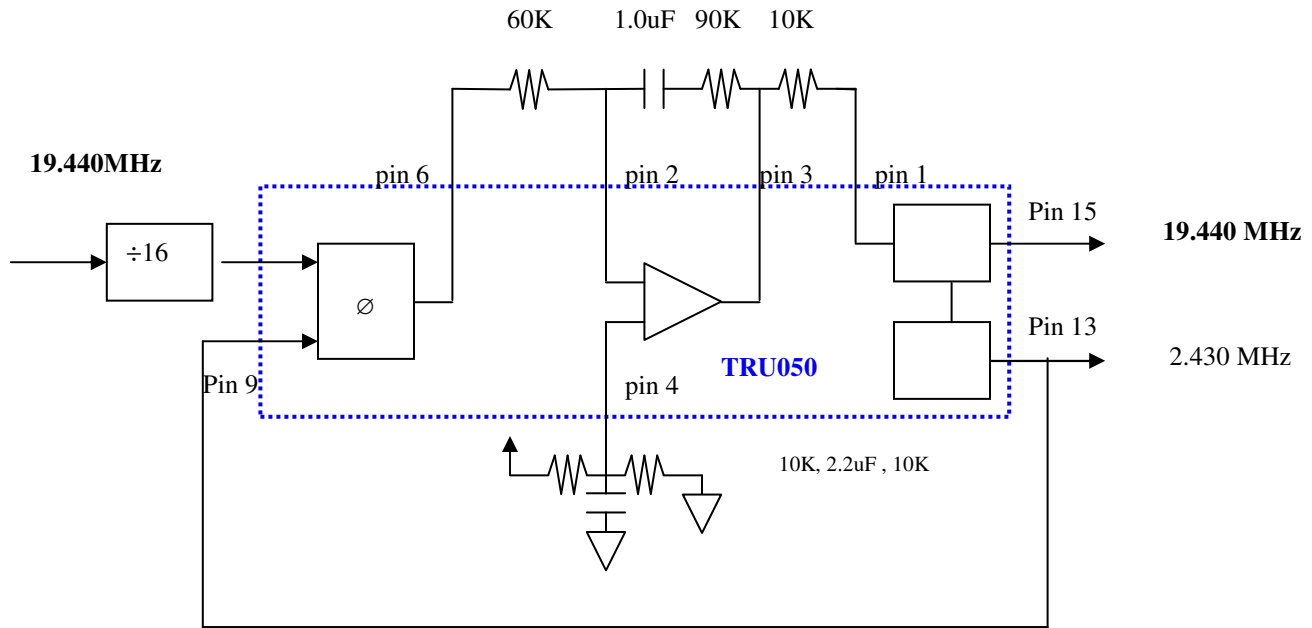 60K 1.0uF 90K 10K
19.440MHz
pin 6 pin 2 pin 3 pin 1
Pin 15
19.440 MHz
÷16
∅
Pin 13
2.430 MHz
TRU050
Pin 9
pin 4
10K, 2.2uF , 10K